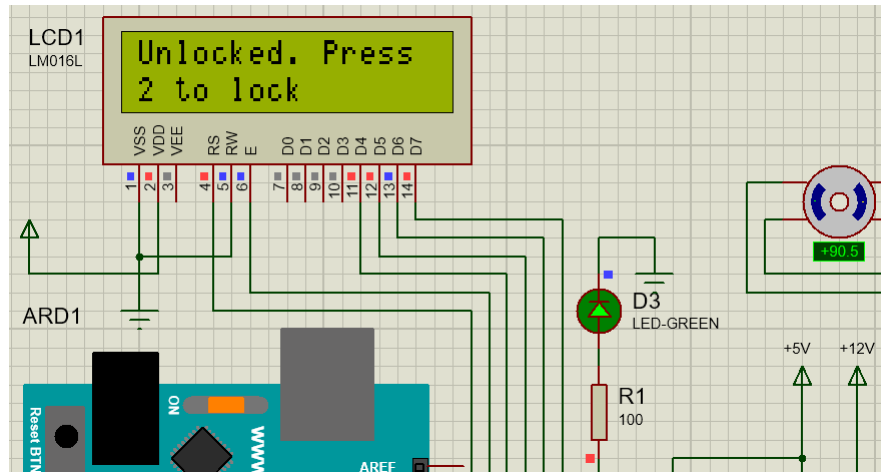 LCD1
LM016L
Unlocked. Press
2 to lock
VSS
VDD
VEE
RS
RW
E
D0
D1
D2
D3
D4
D5
D6
D7
1
2
3
4
5
6
7
8
9
10
11
12
13
14
+90.5
D3
LED-GREEN
ARD1
+5V
+12V
R1
100
ON
Reset BTN
WWW
AREF